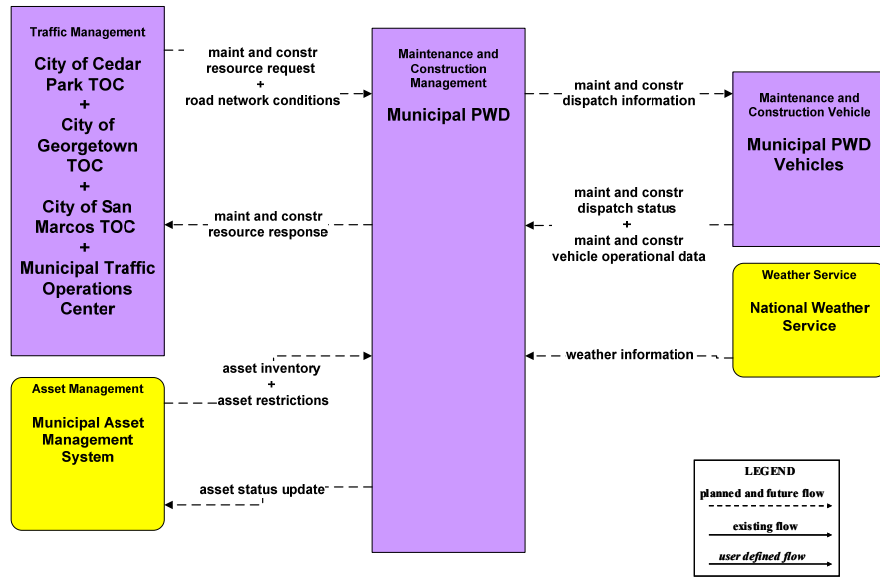 Traffic Management
City of Cedar
Park TOC
+
City of
Georgetown
TOC
+
City of San
Marcos TOC
+
Municipal Traffic
Operations
Center
maint and constr
resource request
+
road network conditions
maint and constr
resource response
Maintenance and
Construction
Management
Municipal PWD
maint and constr
dispatch information
Maintenance and
Construction Vehicle
Municipal PWD
Vehicles
maint and constr
dispatch status
+
maint and constr
vehicle operational data
Weather Service
National Weather
Service
weather information
Asset Management
Municipal Asset
Management
System
asset inventory
+
asset restrictions
asset status update
LEGEND
planned and future flow
existing flow
user defined flow